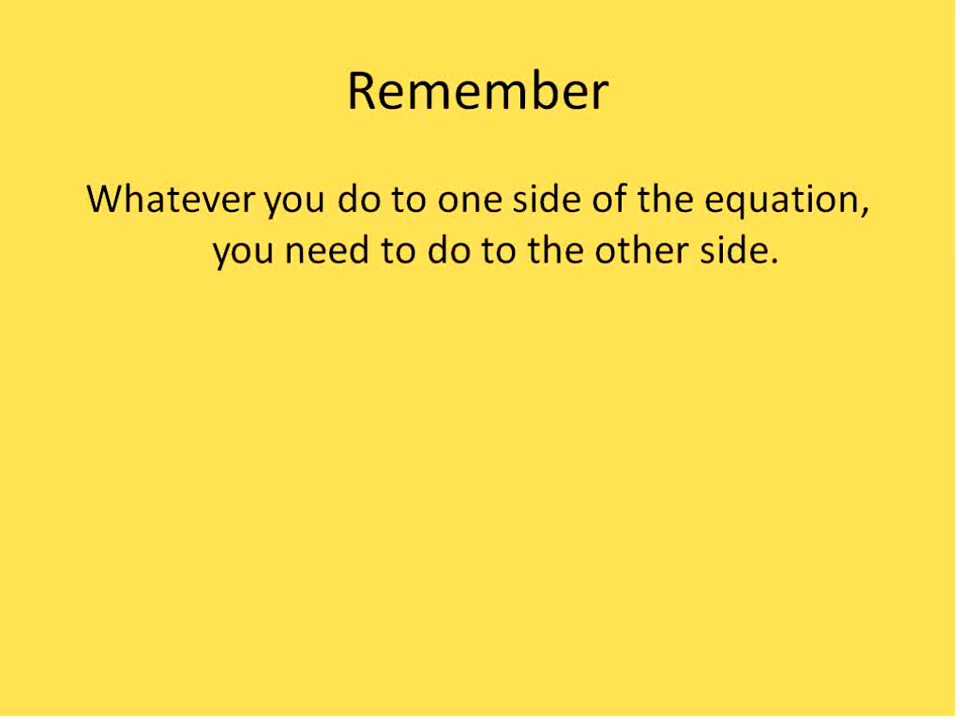 Remember
Whatever you do to one side of the equation,
you need to do to the other side.